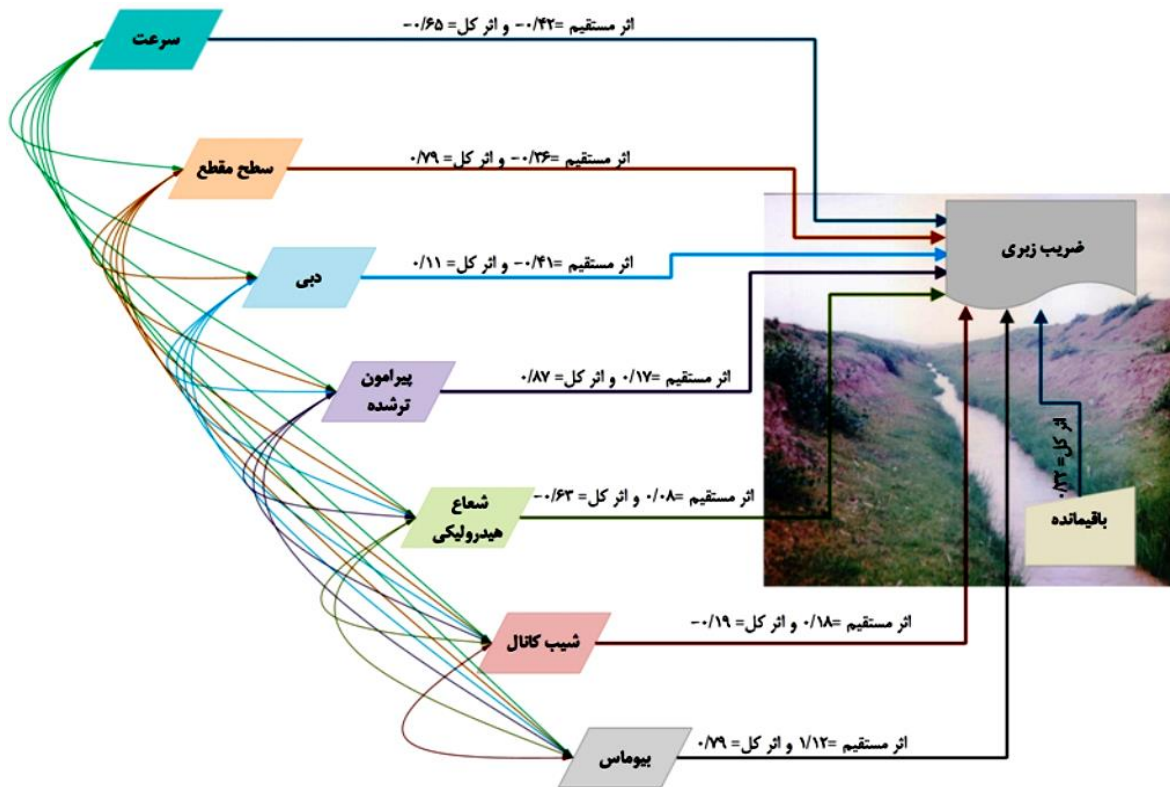 سرعت
اثر مستقیم =۰/۴۲− و اثر کل= ۰/۶۵−
سطح مقطع
اثر مستقیم =۰/۳۶− و اثر کل= ۰/۷۹
دبی
اثر مستقیم =۰/۴۱− و اثر کل= ۰/۱۱
ضریب زبری
پیرامون
ترشده
اثر مستقیم =۰/۱۷ و اثر کل= ۰/۸۷
شعاع
هیدرولیکی
اثر مستقیم =۰/۰۸ و اثر کل= ۰/۶۳−
اثر کل=
باقیمانده
شیب کانال
اثر مستقیم =۰/۱۸ و اثر کل= ۰/۱۹−
بیوماس
اثر مستقیم =۱/۱۲ و اثر کل= ۰/۷۹